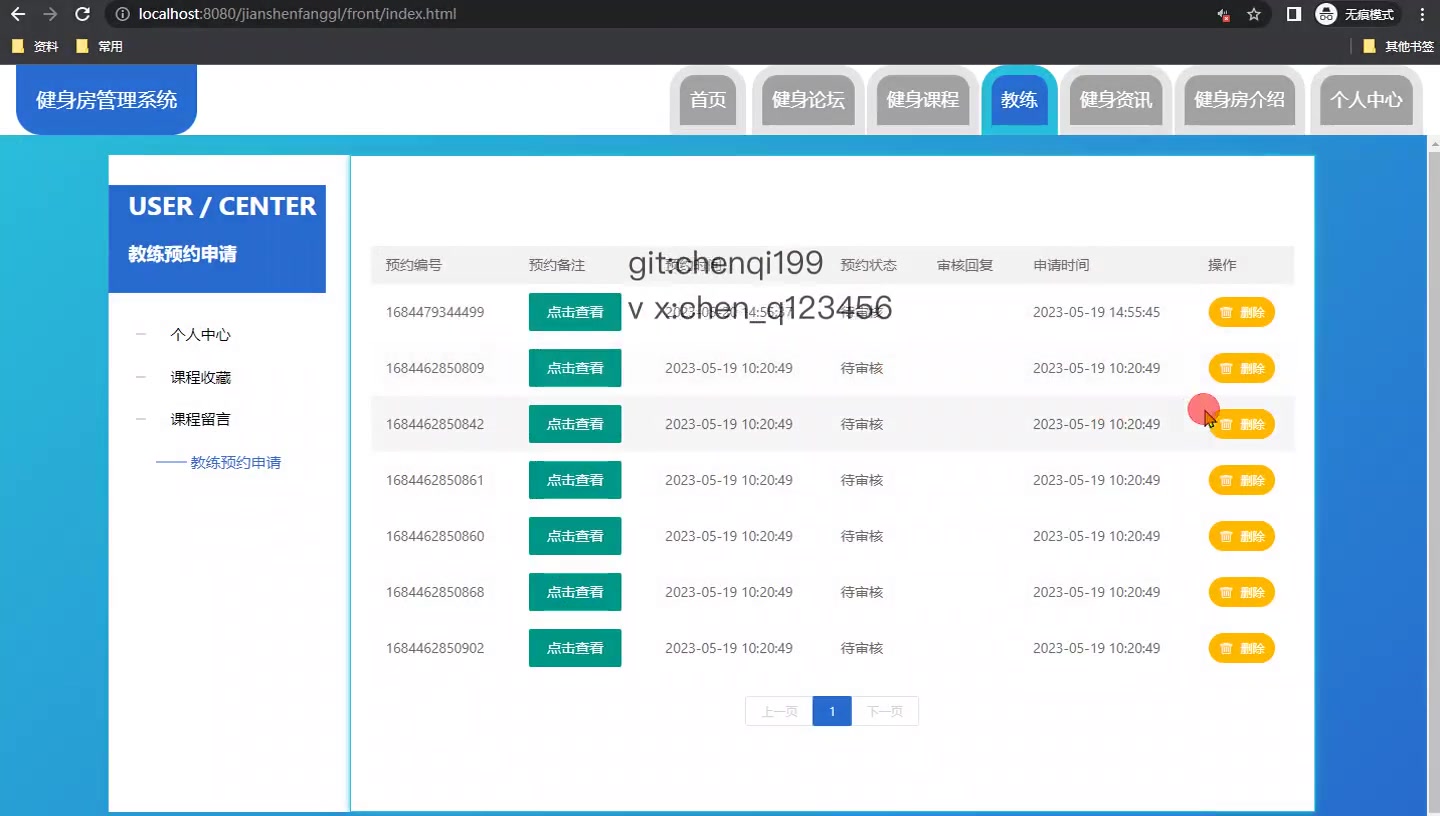 localhost:8080/jianshenfanggl/front/index.html
无痕模式
资料 常用 其他书签
健身房管理系统
首页 健身论坛 健身课程 教练 健身资讯 健身房介绍 个人中心
USER / CENTER
教练预约申请
个人中心
课程收藏
课程留言
教练预约申请
git:chenqi199
v x:chen_q123456
预约编号 预约备注 预约时间 预约状态 审核回复 申请时间 操作
1684479344499 点击查看 待审核 2023-05-19 14:55:45 删除
1684462850809 点击查看 2023-05-19 10:20:49 待审核 2023-05-19 10:20:49 删除
1684462850842 点击查看 2023-05-19 10:20:49 待审核 2023-05-19 10:20:49 删除
1684462850861 点击查看 2023-05-19 10:20:49 待审核 2023-05-19 10:20:49 删除
1684462850860 点击查看 2023-05-19 10:20:49 待审核 2023-05-19 10:20:49 删除
1684462850868 点击查看 2023-05-19 10:20:49 待审核 2023-05-19 10:20:49 删除
1684462850902 点击查看 2023-05-19 10:20:49 待审核 2023-05-19 10:20:49 删除
上一页 1 下一页